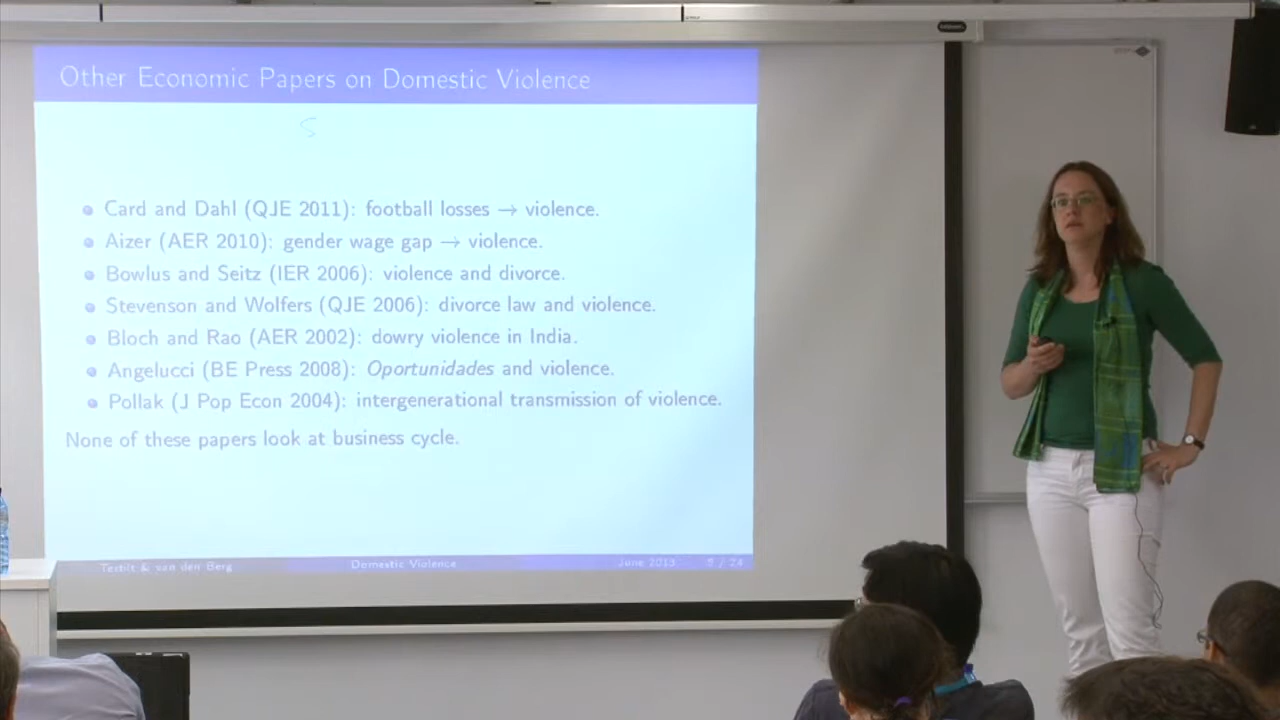 Other Economic Papers on Domestic Violence
Card and Dahl (QJE 2011): football losses → violence.
Aizer (AER 2010): gender wage gap → violence.
Bowlus and Seitz (IER 2006): violence and divorce.
Stevenson and Wolfers (QJE 2006): divorce law and violence.
Bloch and Rao (AER 2002): dowry violence in India.
Angelucci (BE Press 2008): Oportunidades and violence.
Pollak (J Pop Econ 2004): intergenerational transmission of violence.
None of these papers look at business cycle.
& van den Berg Domestic Violence June 2013 5 / 24